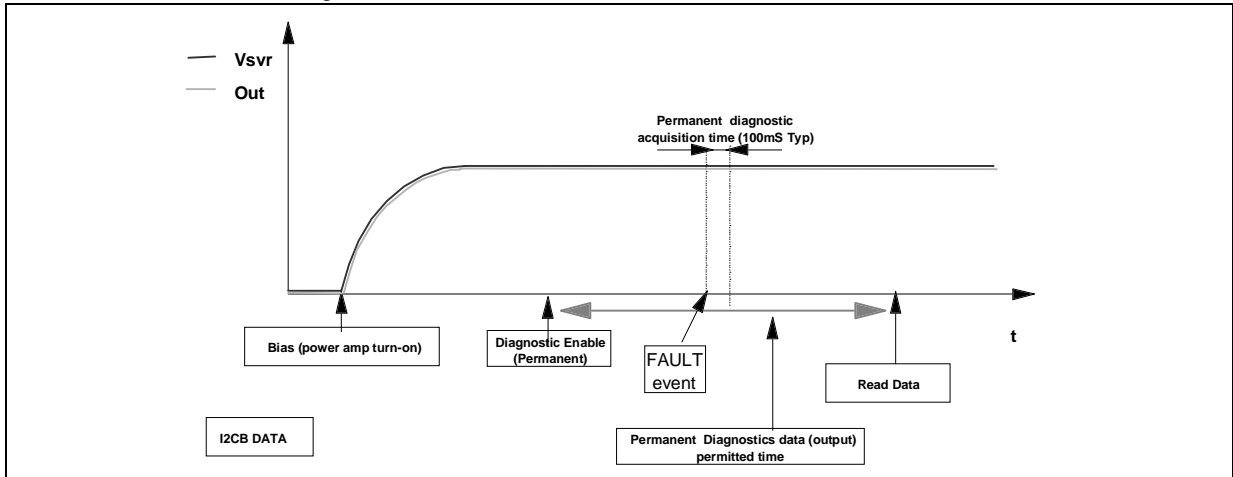 Vsvr
Out
Permanent diagnostic
acquisition time (100mS Typ)
Bias (power amp turn-on)
Diagnostic Enable
(Permanent)
FAULT
event
t
Read Data
I2CB DATA
Permanent Diagnostics data (output)
permitted time